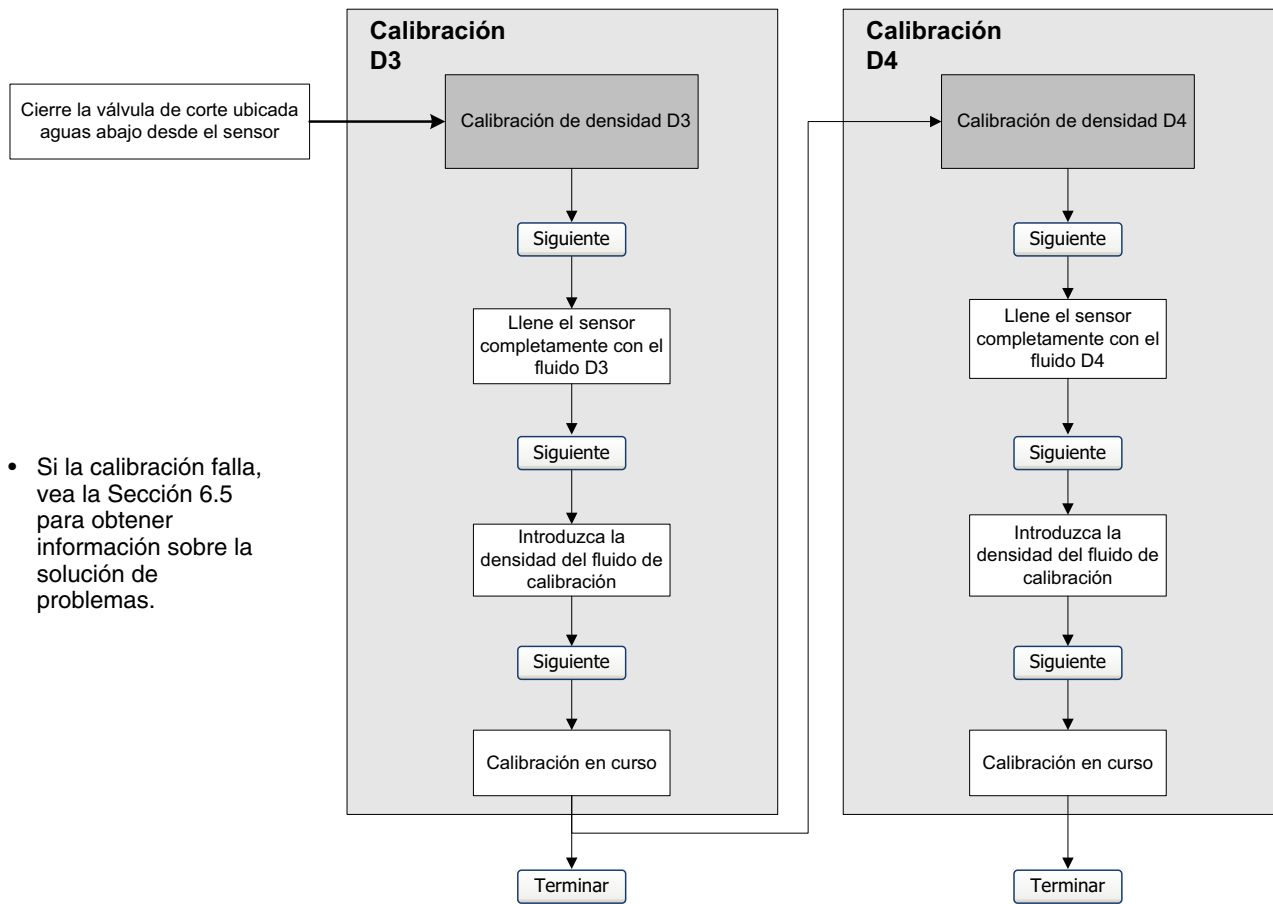 Cierre la válvula de corte ubicada
aguas abajo desde el sensor
• Si la calibración falla,
vea la Sección 6.5
para obtener
información sobre la
solución de
problemas.
Calibración
D3
Calibración de densidad D3
Siguiente
Llene el sensor
completamente con el
fluido D3
Siguiente
Introduzca la
densidad del fluido de
calibración
Siguiente
Calibración en curso
Terminar
Calibración
D4
Calibración de densidad D4
Siguiente
Llene el sensor
completamente con el
fluido D4
Siguiente
Introduzca la
densidad del fluido de
calibración
Siguiente
Calibración en curso
Terminar